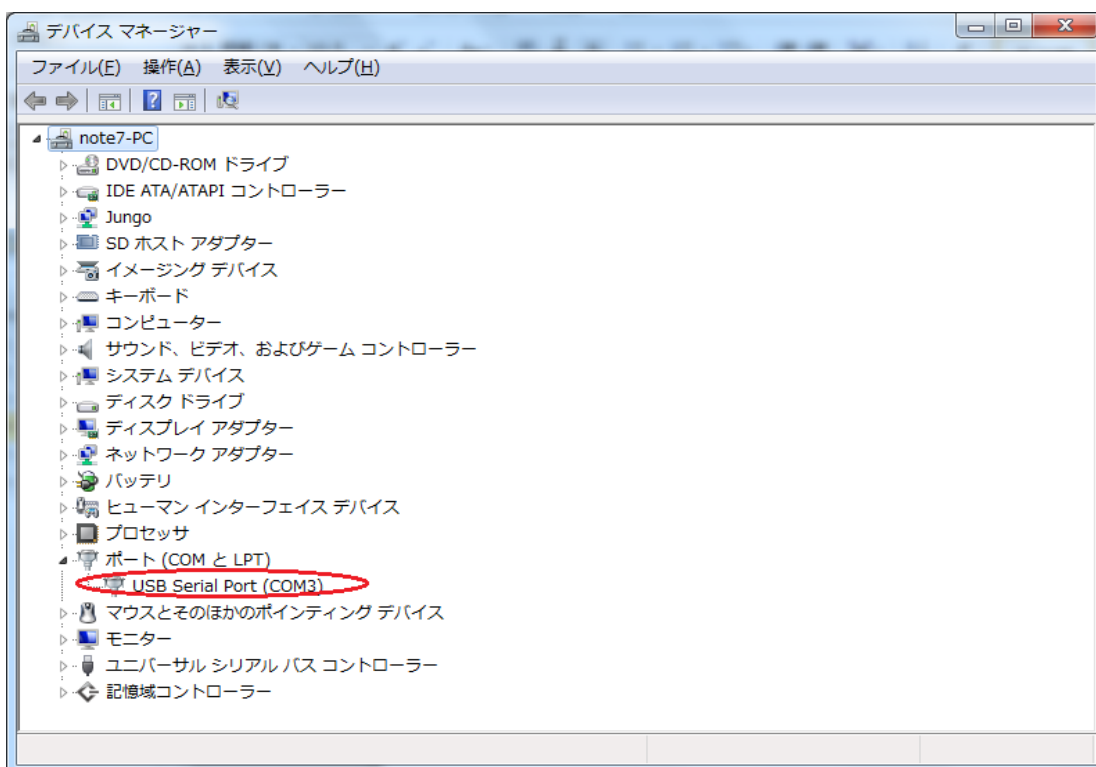 デバイス マネージャー
ファイル(F) 操作(A) 表示(V) ヘルプ(H)
note7-PC
DVD/CD-ROM ドライブ
IDE ATA/ATAPI コントローラー
Jungo
SD ホスト アダプター
イメージング デバイス
キーボード
コンピューター
サウンド、ビデオ、およびゲーム コントローラー
システム デバイス
ディスク ドライブ
ディスプレイ アダプター
ネットワーク アダプター
バッテリ
ヒューマン インターフェイス デバイス
プロセッサ
ポート (COM と LPT)
USB Serial Port (COM3)
マウスとそのほかのポインティング デバイス
モニター
ユニバーサル シリアル バス コントローラー
記憶域コントローラー